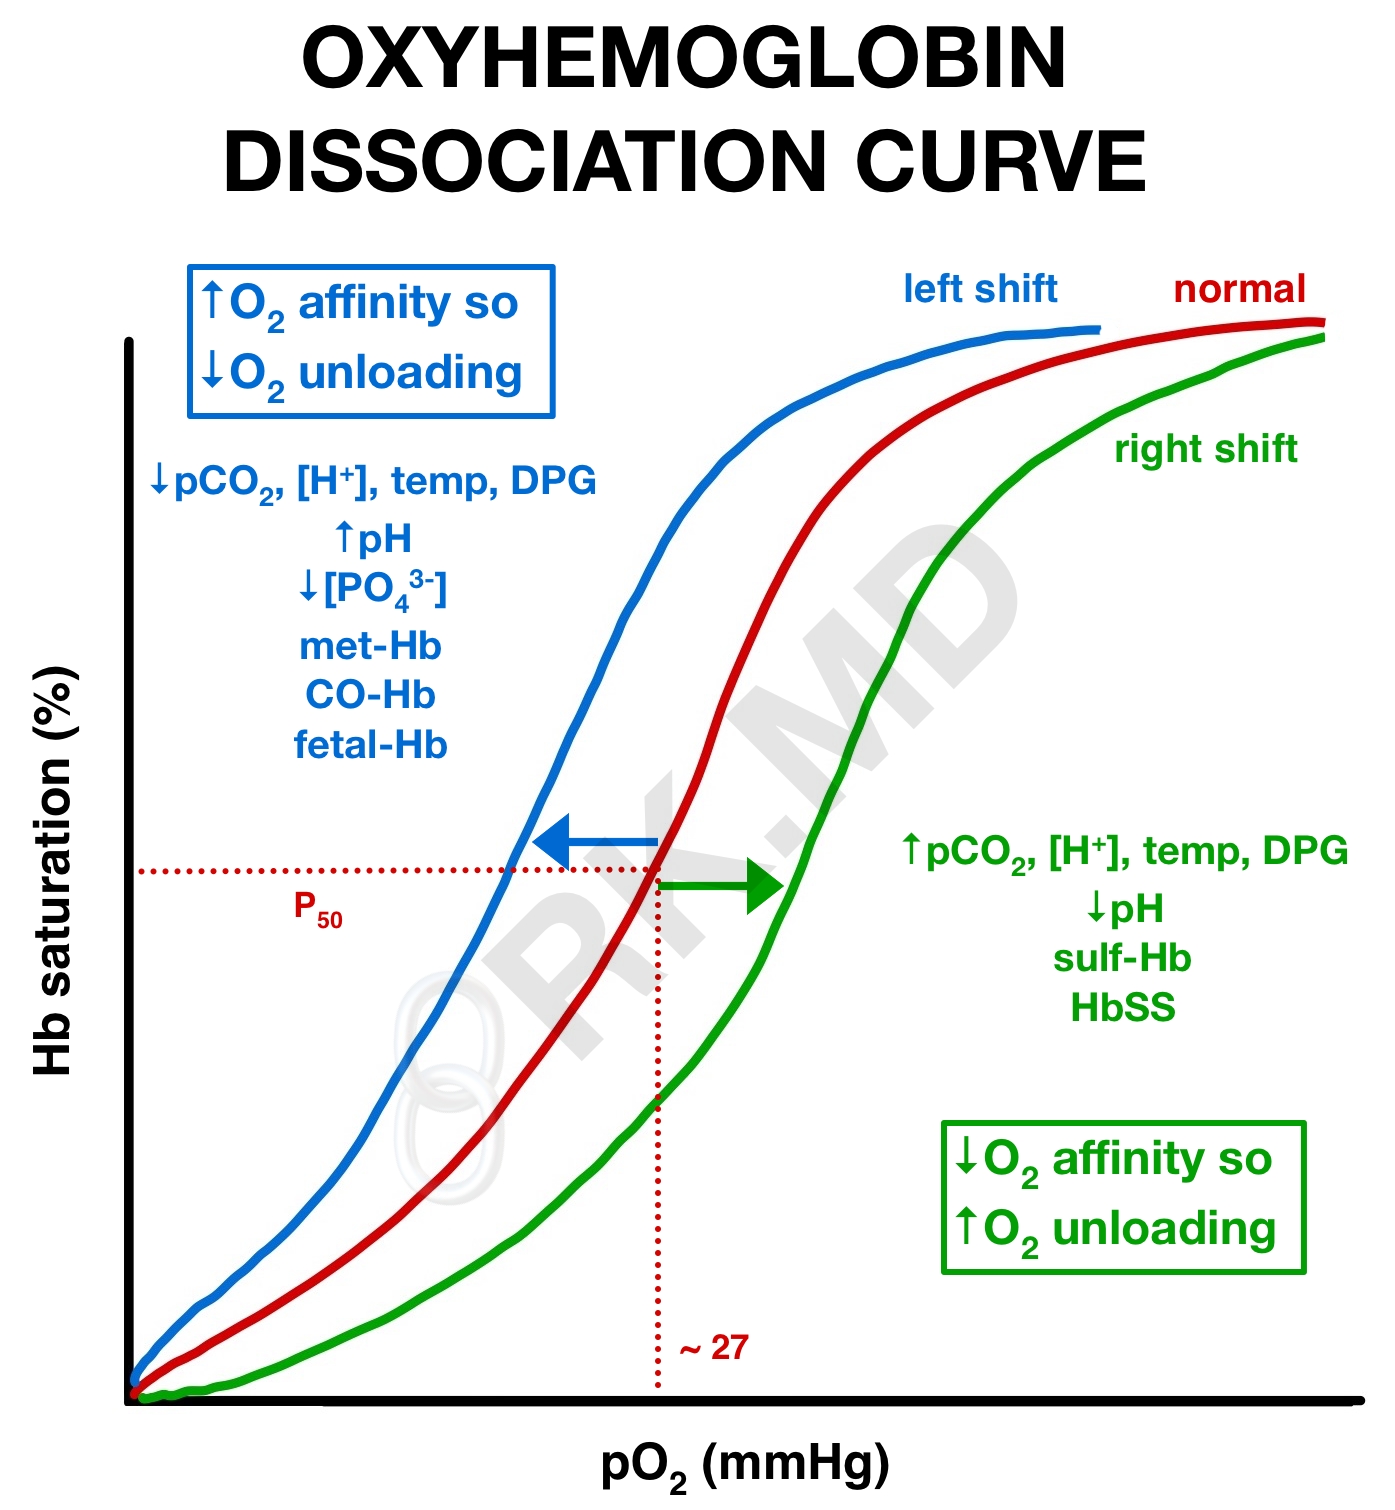 OXYHEMOGLOBIN
DISSOCIATION CURVE
↑O₂ affinity so
↓O₂ unloading
left shift
normal
right shift
↓pCO₂, [H⁺], temp, DPG
↑pH
↓[PO₄³⁻]
met-Hb
CO-Hb
fetal-Hb
Hb saturation (%)
P₅₀
↑pCO₂, [H⁺], temp, DPG
↓pH
sulf-Hb
HbSS
↓O₂ affinity so
↑O₂ unloading
~ 27
pO₂ (mmHg)
RK.MD